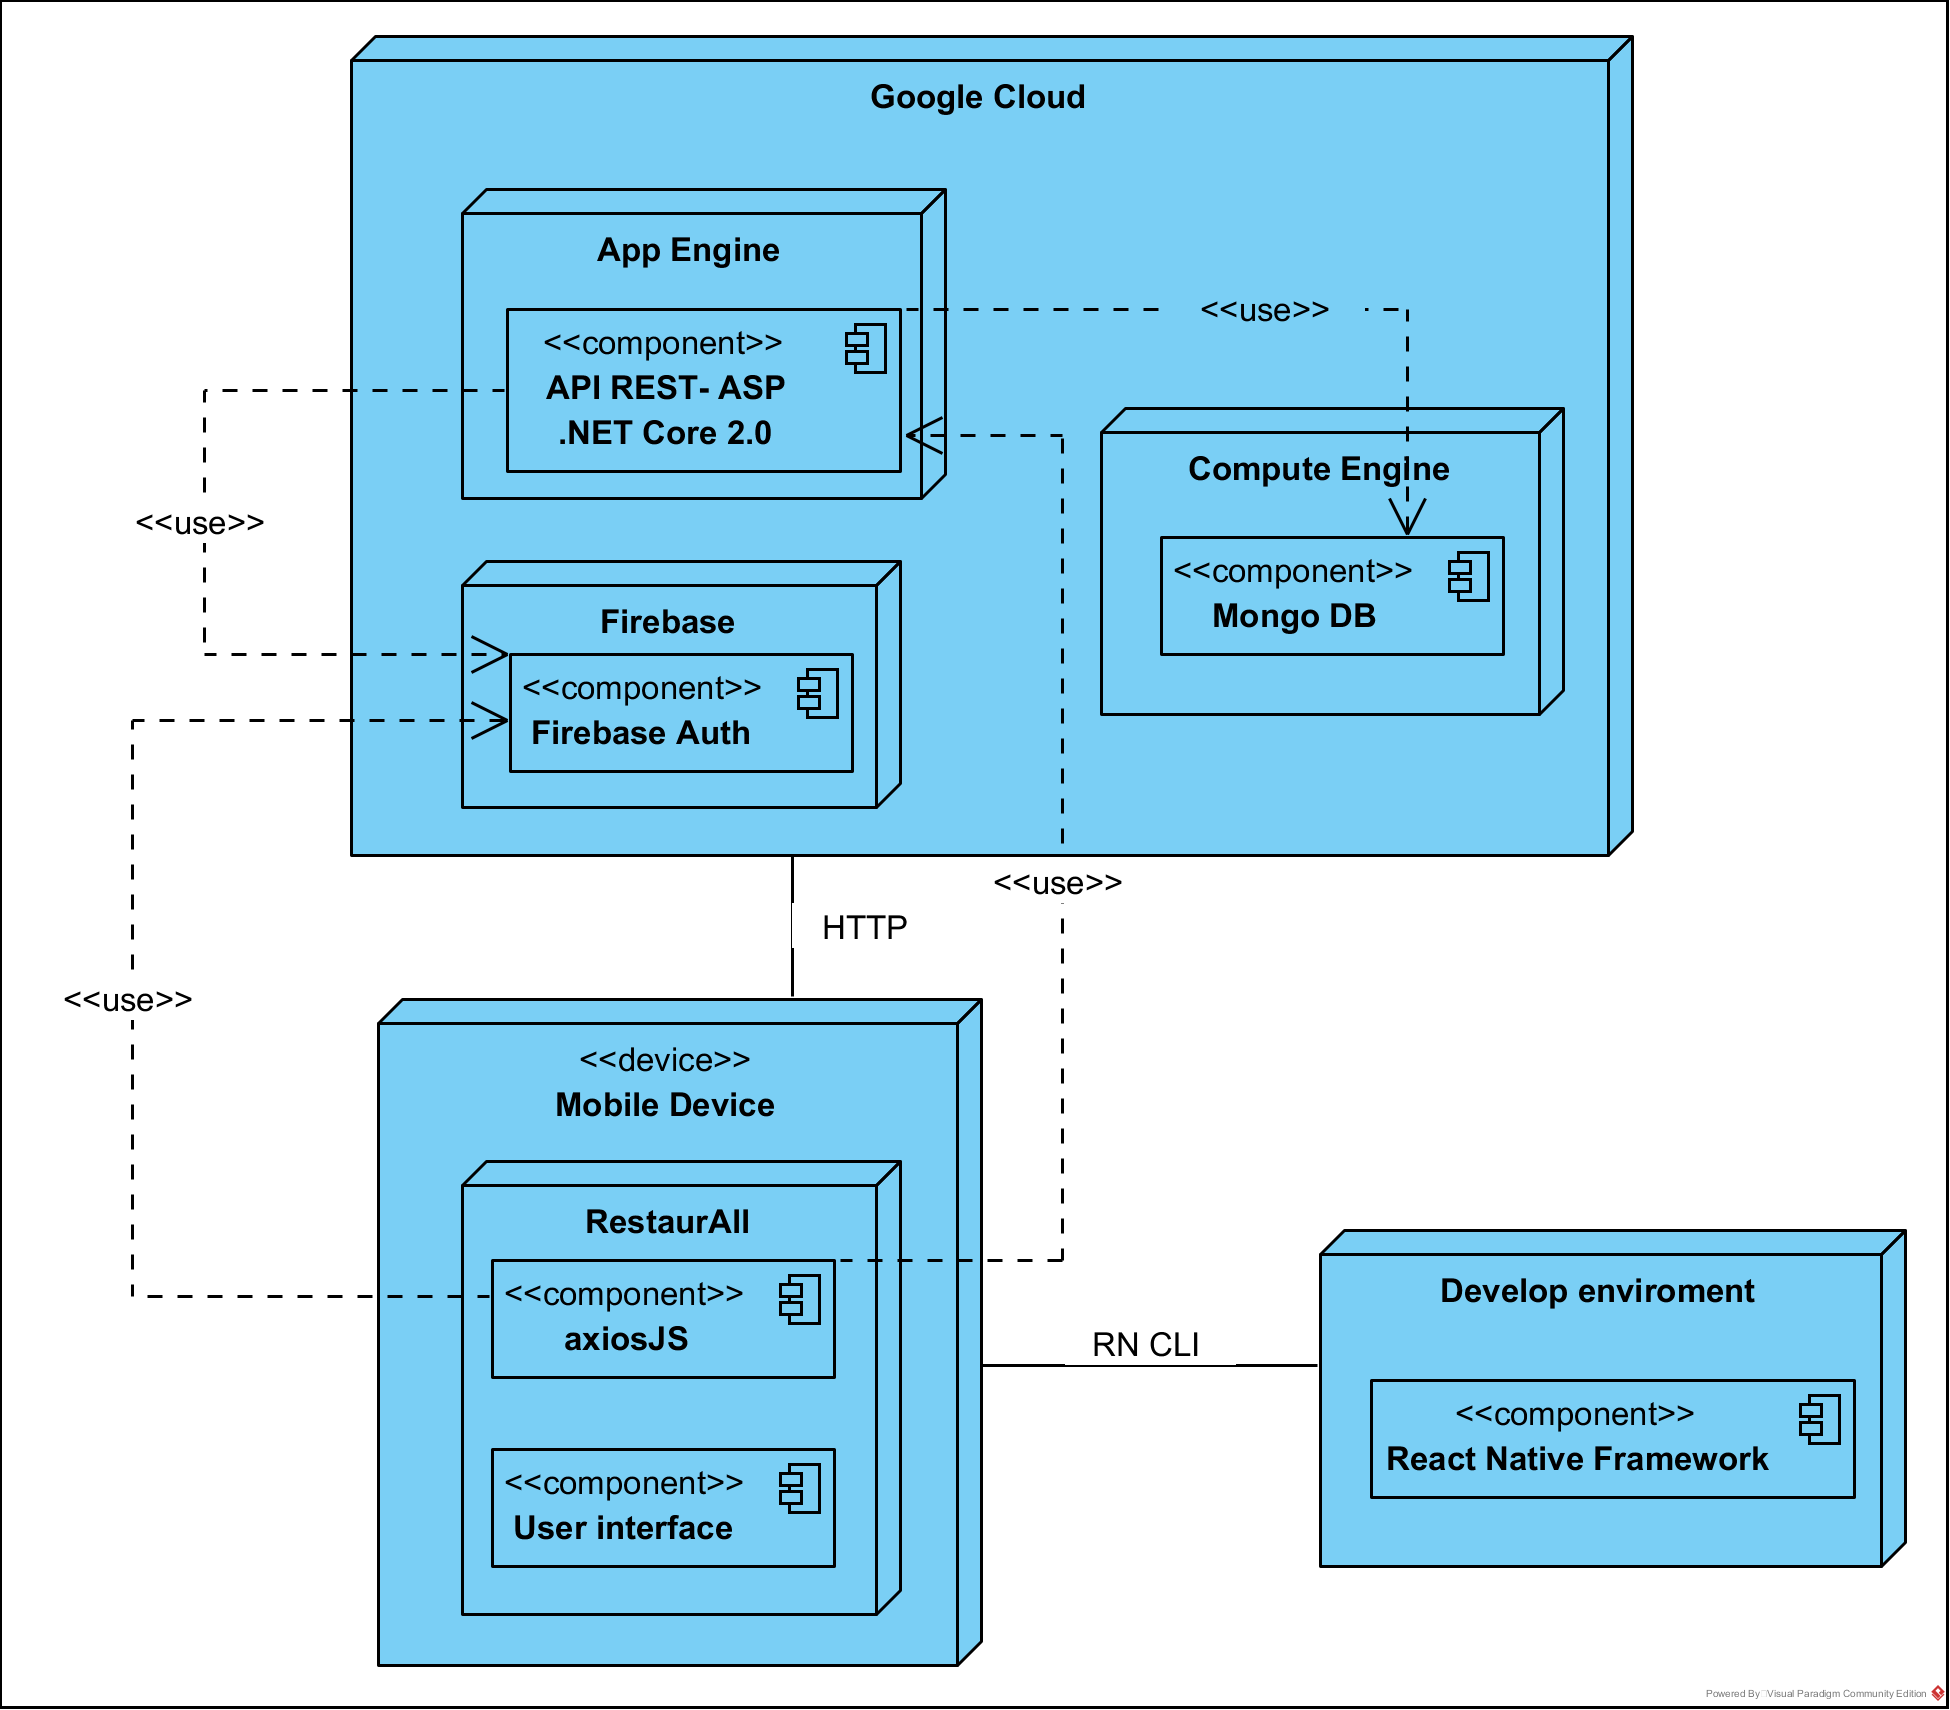 Google Cloud
App Engine
<<component>>
API REST- ASP
.NET Core 2.0
<<use>>
Compute Engine
<<component>>
Mongo DB
<<use>>
Firebase
<<component>>
Firebase Auth
<<use>>
HTTP
<<use>>
<<device>>
Mobile Device
RestaurAll
<<component>>
axiosJS
<<component>>
User interface
RN CLI
Develop enviroment
<<component>>
React Native Framework
Powered By Visual Paradigm Community Edition